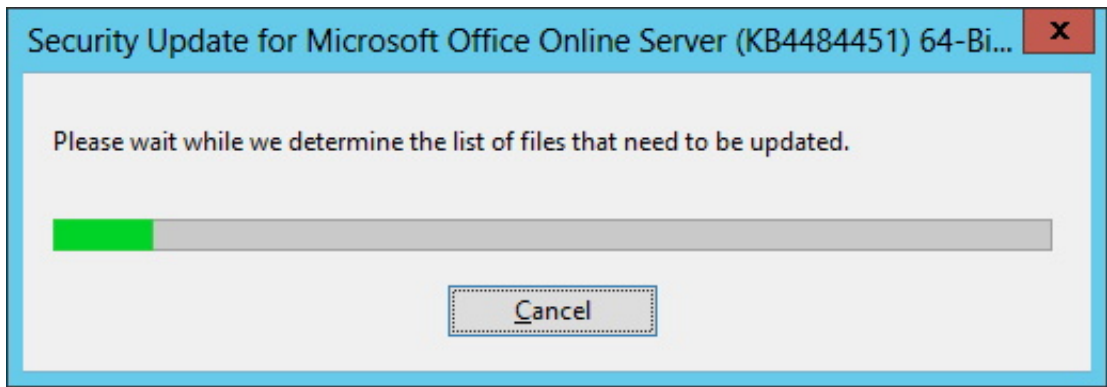 Security Update for Microsoft Office Online Server (KB4484451) 64-Bi...
x
Please wait while we determine the list of files that need to be updated.
Cancel